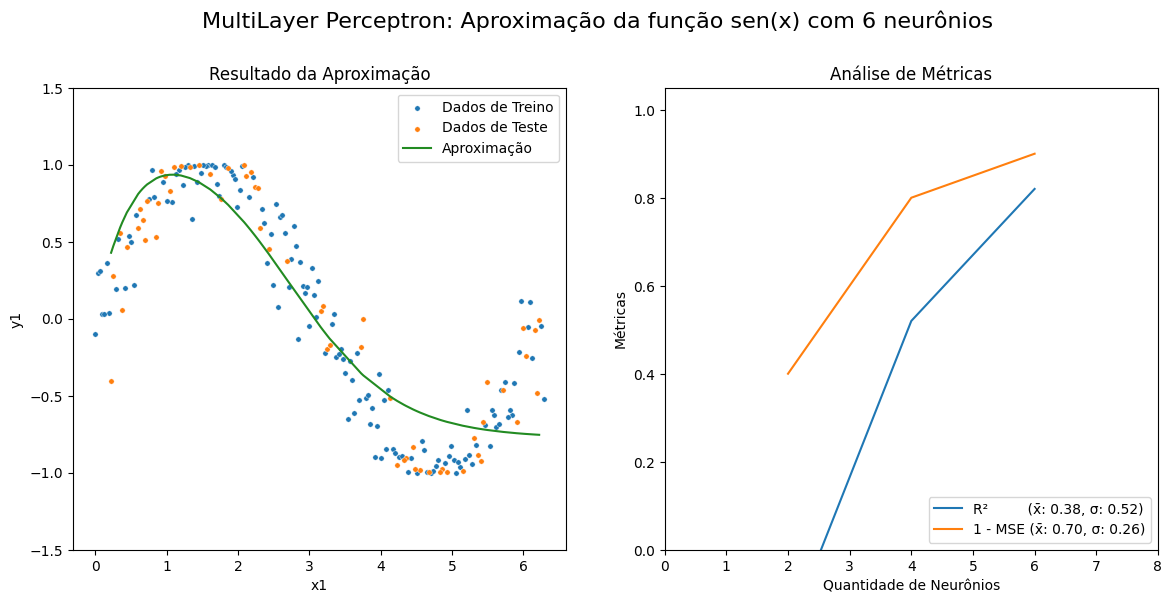 MultiLayer Perceptron: Aproximação da função sen(x) com 6 neurônios
Resultado da Aproximação
1.5
1.0
0.5
0.0
−0.5
−1.0
−1.5
y1
0 1 2 3 4 5 6
x1
Dados de Treino
Dados de Teste
Aproximação
Análise de Métricas
1.0
0.8
0.6
0.4
0.2
0.0
Métricas
0 1 2 3 4 5 6 7 8
Quantidade de Neurônios
R² (x̄: 0.38, σ: 0.52)
1 - MSE (x̄: 0.70, σ: 0.26)